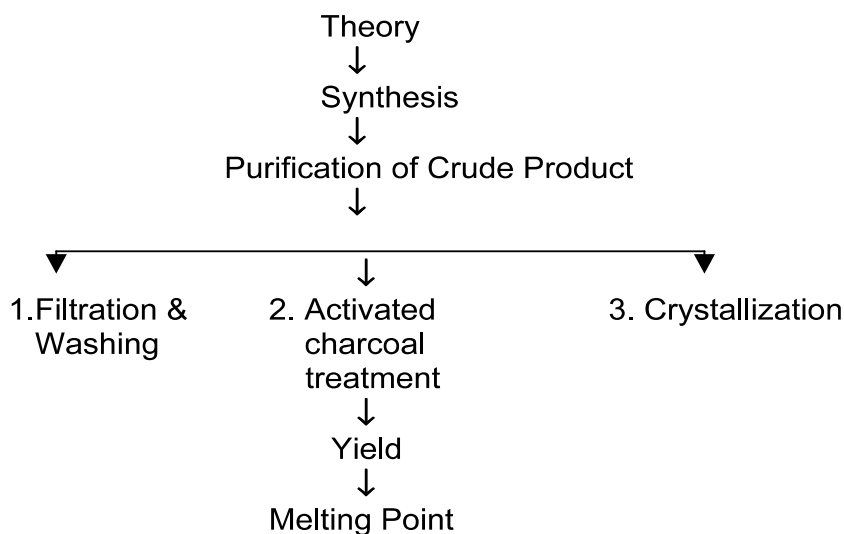 Theory
↓
Synthesis
↓
Purification of Crude Product
↓
↓
1.Filtration &
Washing
2. Activated
charcoal
treatment
3. Crystallization
↓
Yield
↓
Melting Point